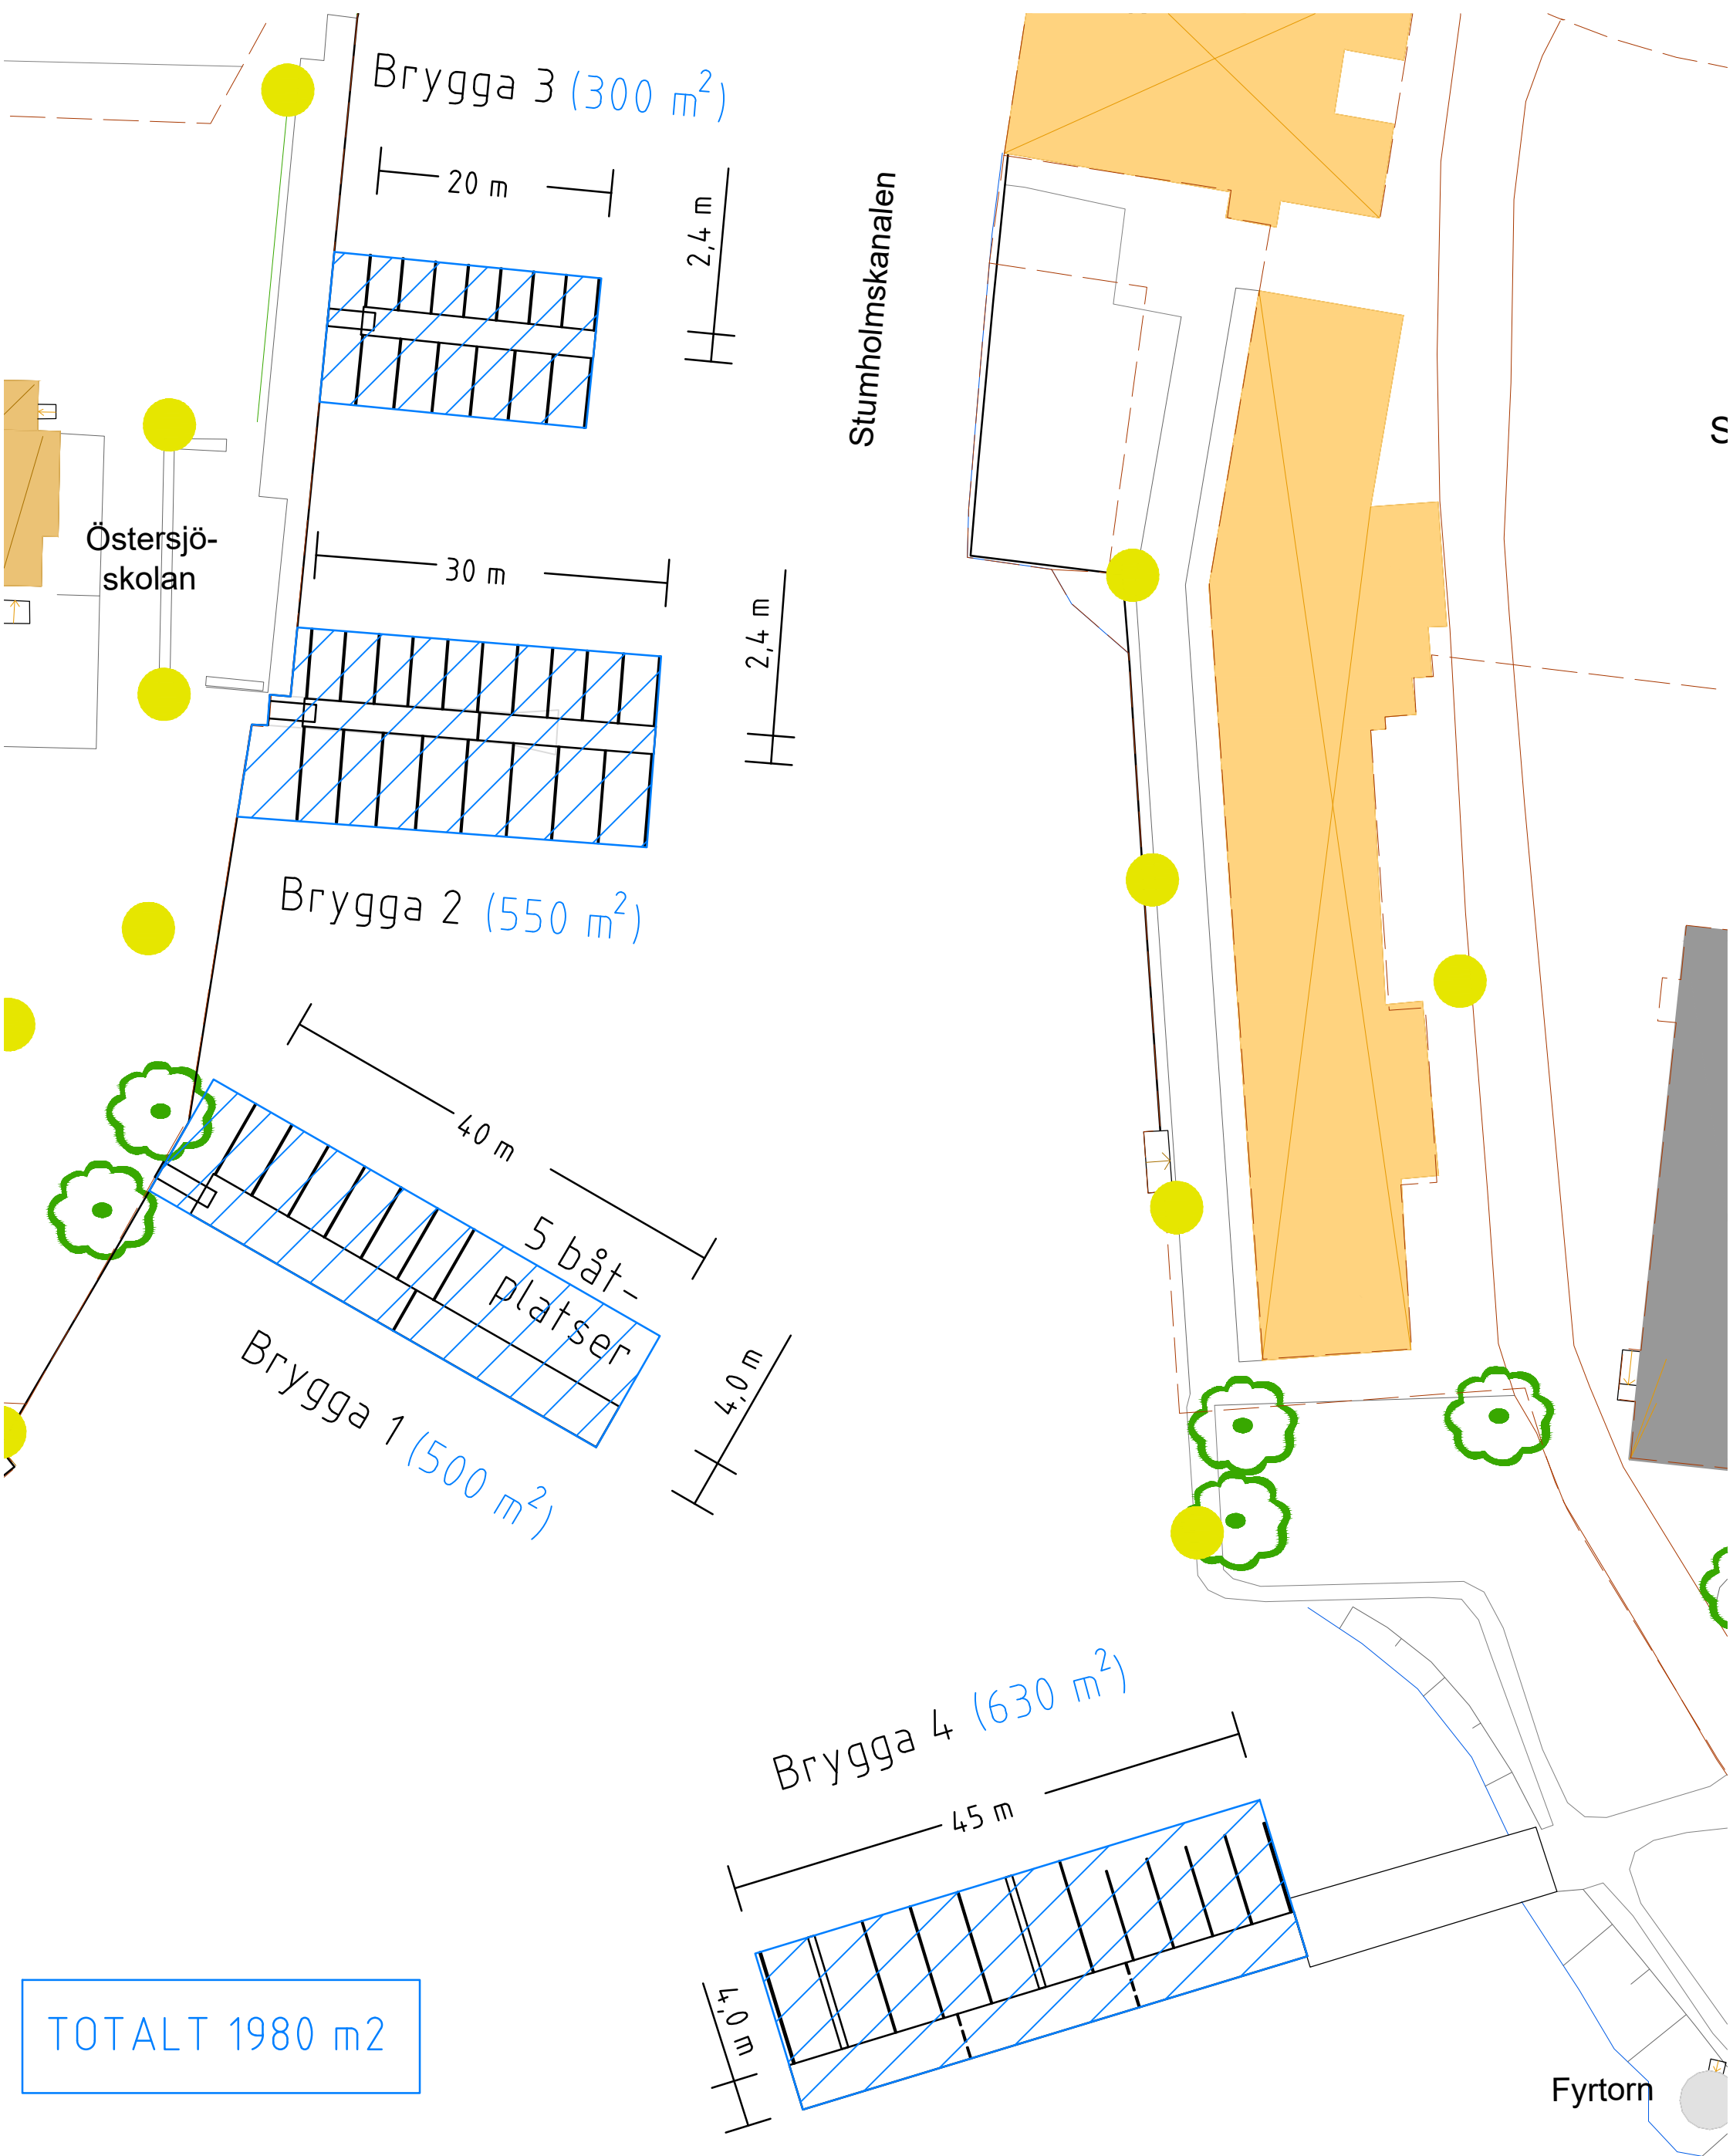 Brygga 3 (300 m²)
20 m
2,4 m
Stumholmskanalen
S
Östersjö-
skolan
30 m
2,4 m
Brygga 2 (550 m²)
40 m
5 båt-
platser
Brygga 1 (500 m²)
4,0 m
Brygga 4 (630 m²)
45 m
4,0 m
TOTALT 1980 m2
Fyrtorn